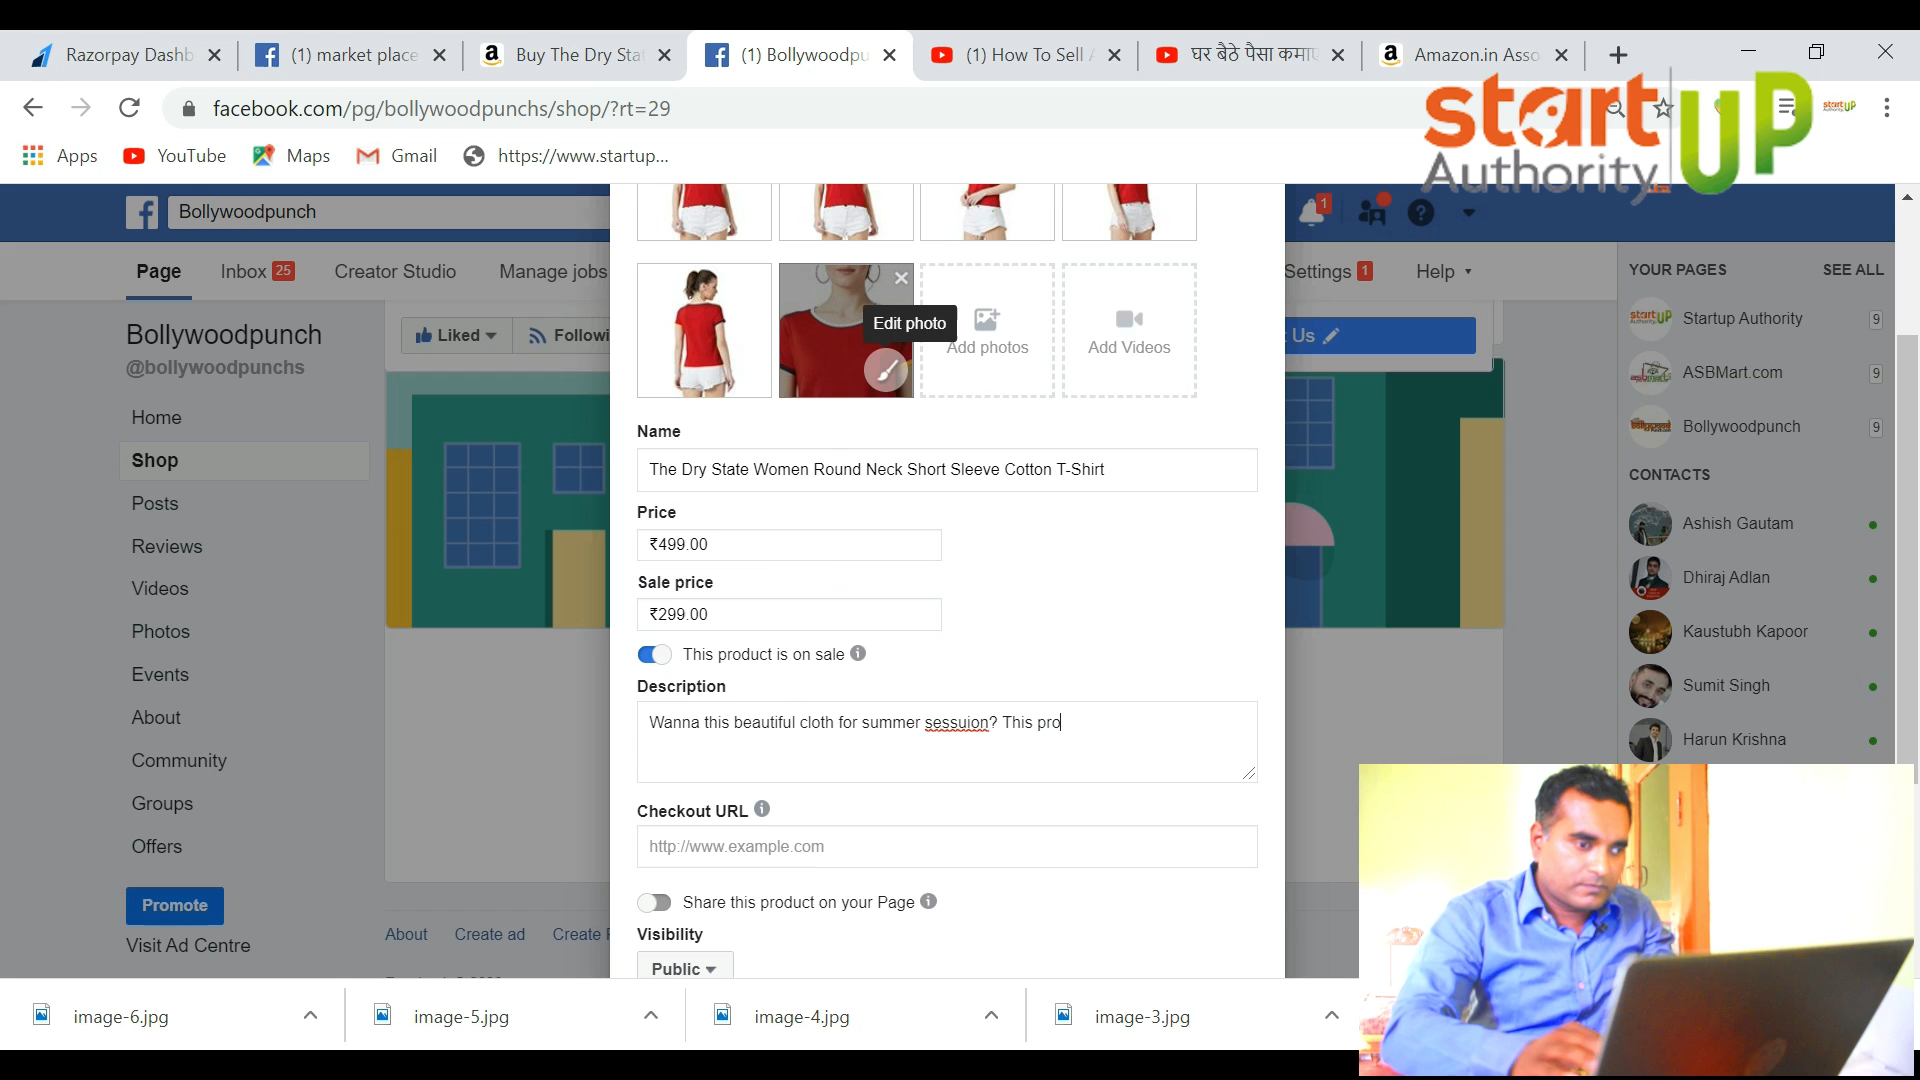 Razorpay Dashb
(1) market place
Buy The Dry Sta
(1) Bollywoodpu
(1) How To Sell A
घर बैठे पैसा कमाए
Amazon.in Asso
facebook.com/pg/bollywoodpunchs/shop/?rt=29
Apps
YouTube
Maps
Gmail
https://www.startup...
startUP
Authority
Bollywoodpunch
1
Page
Inbox 25
Creator Studio
Manage jobs
Settings 1
Help
YOUR PAGES
SEE ALL
Startup Authority 9
ASBMart.com 9
Bollywoodpunch 9
CONTACTS
Ashish Gautam
Dhiraj Adlan
Kaustubh Kapoor
Sumit Singh
Harun Krishna
Bollywoodpunch
@bollywoodpunchs
Home
Shop
Posts
Reviews
Videos
Photos
Events
About
Community
Groups
Offers
Promote
Visit Ad Centre
Liked
Followi
Us
Edit photo
Add photos
Add Videos
Name
The Dry State Women Round Neck Short Sleeve Cotton T-Shirt
Price
₹499.00
Sale price
₹299.00
This product is on sale
Description
Wanna this beautiful cloth for summer sessuion? This pro
Checkout URL
http://www.example.com
Share this product on your Page
Visibility
Public
About
Create ad
Create
image-6.jpg
image-5.jpg
image-4.jpg
image-3.jpg